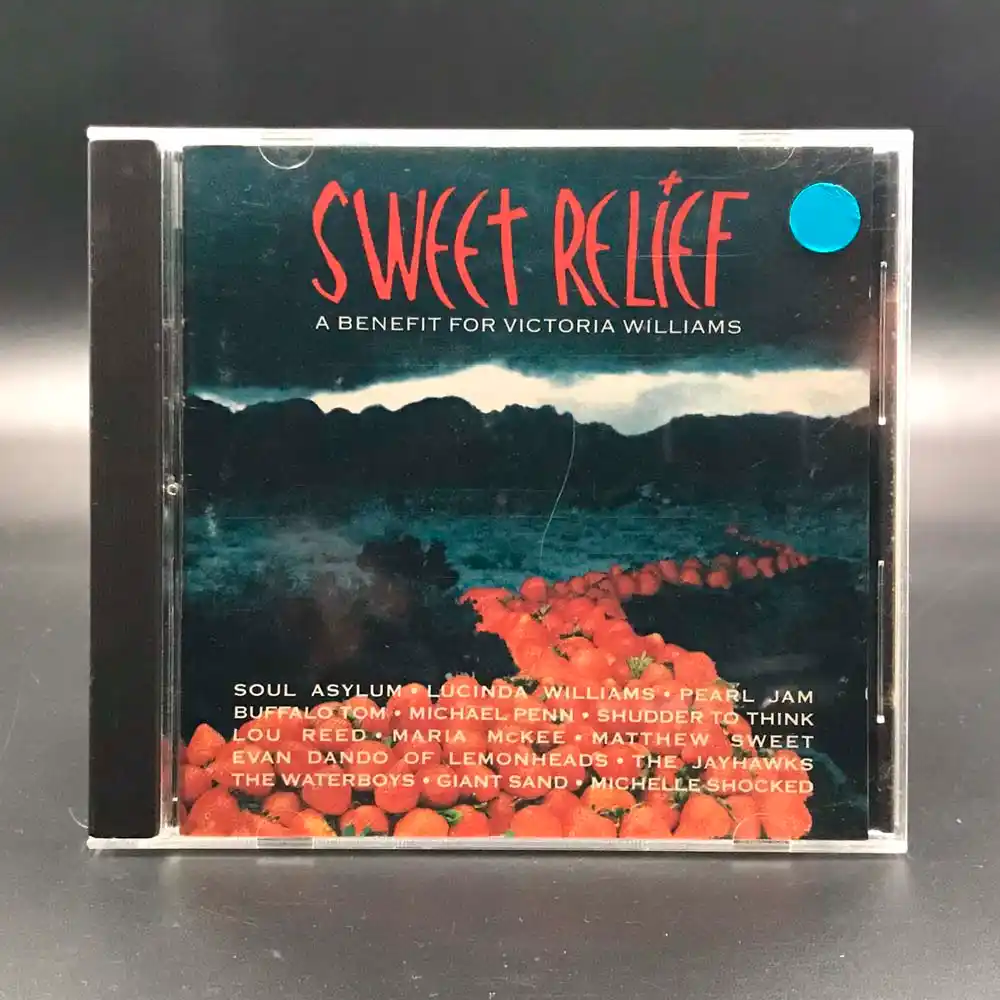 SWEET RELIEF
A BENEFIT FOR VICTORIA WILLIAMS
SOUL ASYLUM • LUCINDA WILLIAMS • PEARL JAM
BUFFALO TOM • MICHAEL PENN • SHUDDER TO THINK
LOU REED • MARIA MCKEE • MATTHEW SWEET
EVAN DANDO OF LEMONHEADS • THE JAYHAWKS
THE WATERBOYS • GIANT SAND • MICHELLE SHOCKED